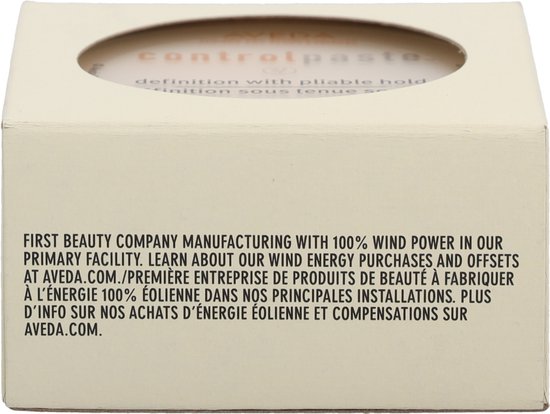 control paste
definition with pliable hold
FIRST BEAUTY COMPANY MANUFACTURING WITH 100% WIND POWER IN OUR
PRIMARY FACILITY. LEARN ABOUT OUR WIND ENERGY PURCHASES AND OFFSETS
AT AVEDA.COM./PREMIÈRE ENTREPRISE DE PRODUITS DE BEAUTÉ À FABRIQUER
À L'ÉNERGIE 100% ÉOLIENNE DANS NOS PRINCIPALES INSTALLATIONS. PLUS
D'INFO SUR NOS ACHATS D'ÉNERGIE ÉOLIENNE ET COMPENSATIONS SUR
AVEDA.COM.